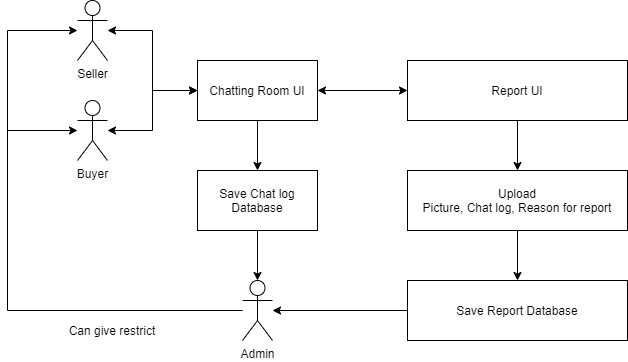 Seller
Chatting Room UI
Report UI
Buyer
Save Chat log
Database
Upload
Picture, Chat log, Reason for report
Save Report Database
Can give restrict
Admin